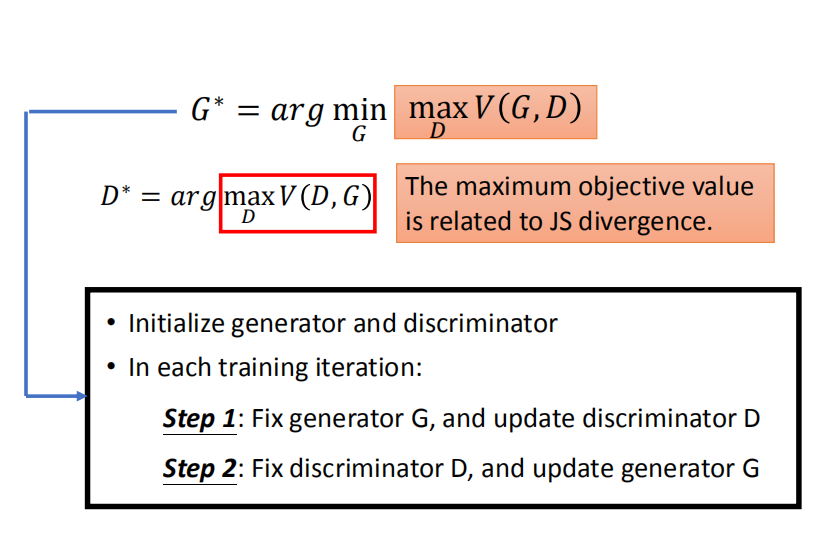 G* = arg min_G max_D V(G, D)
D* = arg max_D V(D, G)
The maximum objective value
is related to JS divergence.
• Initialize generator and discriminator
• In each training iteration:
Step 1: Fix generator G, and update discriminator D
Step 2: Fix discriminator D, and update generator G